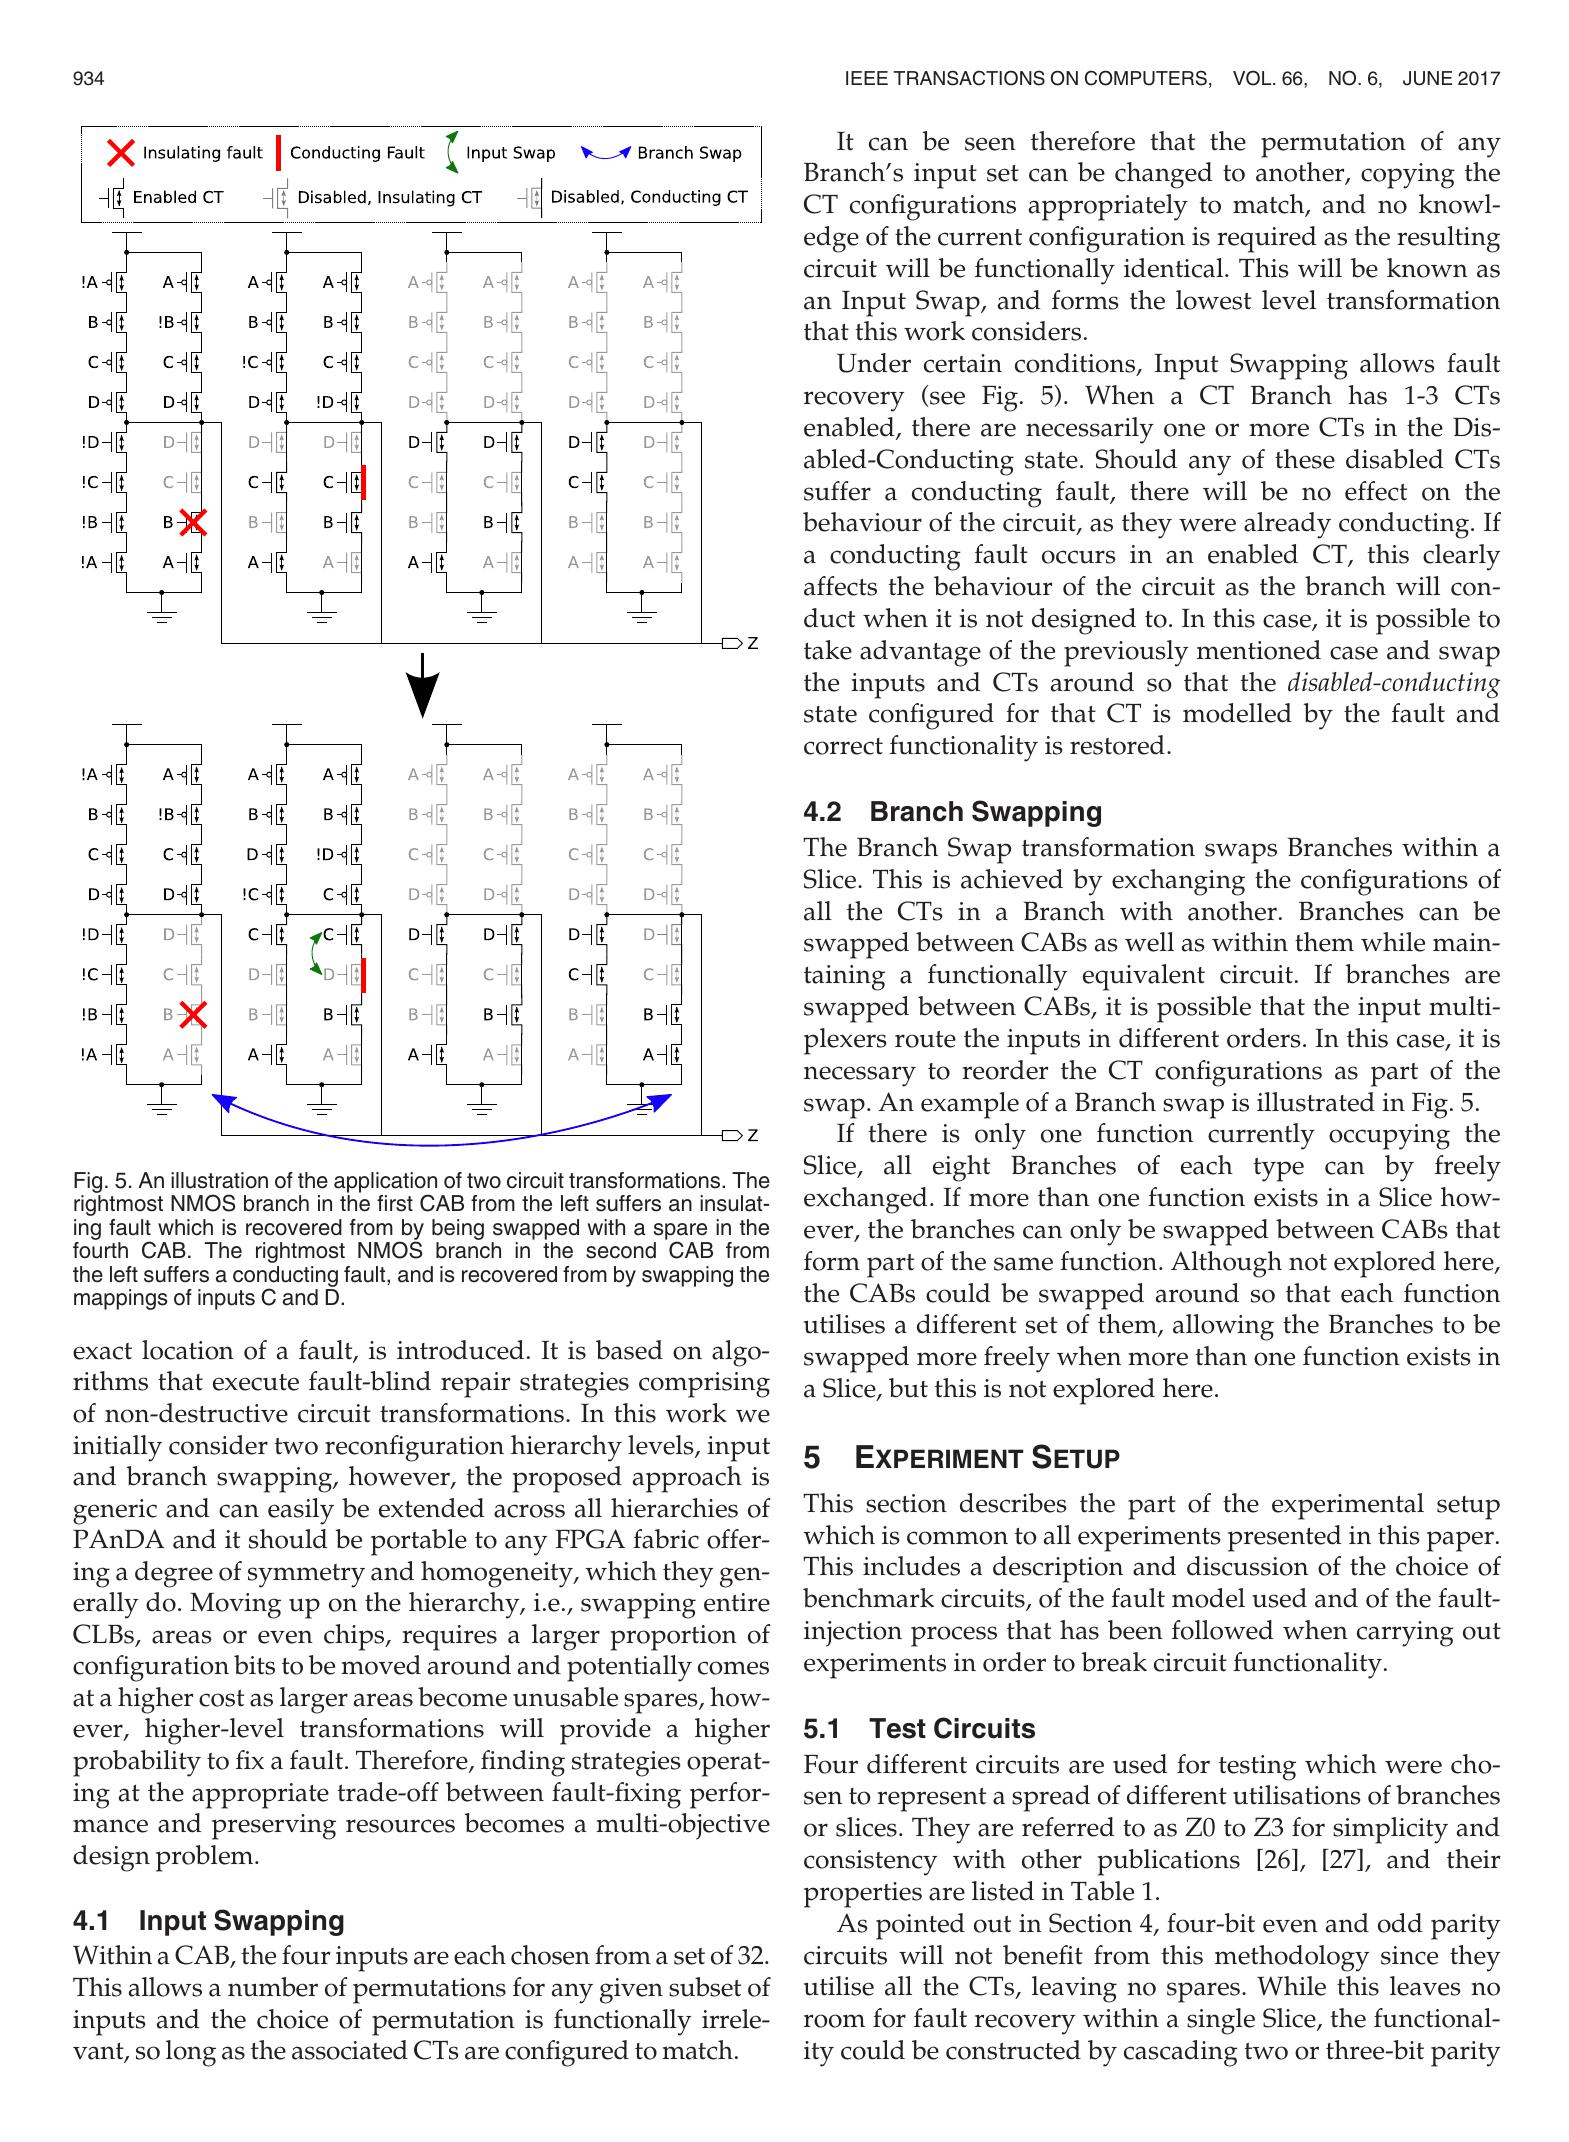 934
IEEE TRANSACTIONS ON COMPUTERS, VOL. 66, NO. 6, JUNE 2017
Insulating fault Conducting Fault Input Swap Branch Swap
Enabled CT Disabled, Insulating CT Disabled, Conducting CT
!A A A A A A A A
B !B B B B B B B
C C !C C C C C C
D D D !D D D D D
!D D D D D D D D
!C C C C C C C C
!B B B B B B B B
!A A A A A A A A
Z
!A A A A A A A A
B !B B B B B B B
C C D !D C C C C
D D !C C D D D D
!D D C C D D D D
!C C D D C C C C
!B B B B B B B B
!A A A A A A A A
Z
Fig. 5. An illustration of the application of two circuit transformations. The
rightmost NMOS branch in the first CAB from the left suffers an insulat-
ing fault which is recovered from by being swapped with a spare in the
fourth CAB. The rightmost NMOS branch in the second CAB from
the left suffers a conducting fault, and is recovered from by swapping the
mappings of inputs C and D.
exact location of a fault, is introduced. It is based on algo-
rithms that execute fault-blind repair strategies comprising
of non-destructive circuit transformations. In this work we
initially consider two reconfiguration hierarchy levels, input
and branch swapping, however, the proposed approach is
generic and can easily be extended across all hierarchies of
PAnDA and it should be portable to any FPGA fabric offer-
ing a degree of symmetry and homogeneity, which they gen-
erally do. Moving up on the hierarchy, i.e., swapping entire
CLBs, areas or even chips, requires a larger proportion of
configuration bits to be moved around and potentially comes
at a higher cost as larger areas become unusable spares, how-
ever, higher-level transformations will provide a higher
probability to fix a fault. Therefore, finding strategies operat-
ing at the appropriate trade-off between fault-fixing perfor-
mance and preserving resources becomes a multi-objective
design problem.
4.1 Input Swapping
Within a CAB, the four inputs are each chosen from a set of 32.
This allows a number of permutations for any given subset of
inputs and the choice of permutation is functionally irrele-
vant, so long as the associated CTs are configured to match.
It can be seen therefore that the permutation of any
Branch's input set can be changed to another, copying the
CT configurations appropriately to match, and no knowl-
edge of the current configuration is required as the resulting
circuit will be functionally identical. This will be known as
an Input Swap, and forms the lowest level transformation
that this work considers.
Under certain conditions, Input Swapping allows fault
recovery (see Fig. 5). When a CT Branch has 1-3 CTs
enabled, there are necessarily one or more CTs in the Dis-
abled-Conducting state. Should any of these disabled CTs
suffer a conducting fault, there will be no effect on the
behaviour of the circuit, as they were already conducting. If
a conducting fault occurs in an enabled CT, this clearly
affects the behaviour of the circuit as the branch will con-
duct when it is not designed to. In this case, it is possible to
take advantage of the previously mentioned case and swap
the inputs and CTs around so that the disabled-conducting
state configured for that CT is modelled by the fault and
correct functionality is restored.
4.2 Branch Swapping
The Branch Swap transformation swaps Branches within a
Slice. This is achieved by exchanging the configurations of
all the CTs in a Branch with another. Branches can be
swapped between CABs as well as within them while main-
taining a functionally equivalent circuit. If branches are
swapped between CABs, it is possible that the input multi-
plexers route the inputs in different orders. In this case, it is
necessary to reorder the CT configurations as part of the
swap. An example of a Branch swap is illustrated in Fig. 5.
If there is only one function currently occupying the
Slice, all eight Branches of each type can by freely
exchanged. If more than one function exists in a Slice how-
ever, the branches can only be swapped between CABs that
form part of the same function. Although not explored here,
the CABs could be swapped around so that each function
utilises a different set of them, allowing the Branches to be
swapped more freely when more than one function exists in
a Slice, but this is not explored here.
5 EXPERIMENT SETUP
This section describes the part of the experimental setup
which is common to all experiments presented in this paper.
This includes a description and discussion of the choice of
benchmark circuits, of the fault model used and of the fault-
injection process that has been followed when carrying out
experiments in order to break circuit functionality.
5.1 Test Circuits
Four different circuits are used for testing which were cho-
sen to represent a spread of different utilisations of branches
or slices. They are referred to as Z0 to Z3 for simplicity and
consistency with other publications [26], [27], and their
properties are listed in Table 1.
As pointed out in Section 4, four-bit even and odd parity
circuits will not benefit from this methodology since they
utilise all the CTs, leaving no spares. While this leaves no
room for fault recovery within a single Slice, the functional-
ity could be constructed by cascading two or three-bit parity